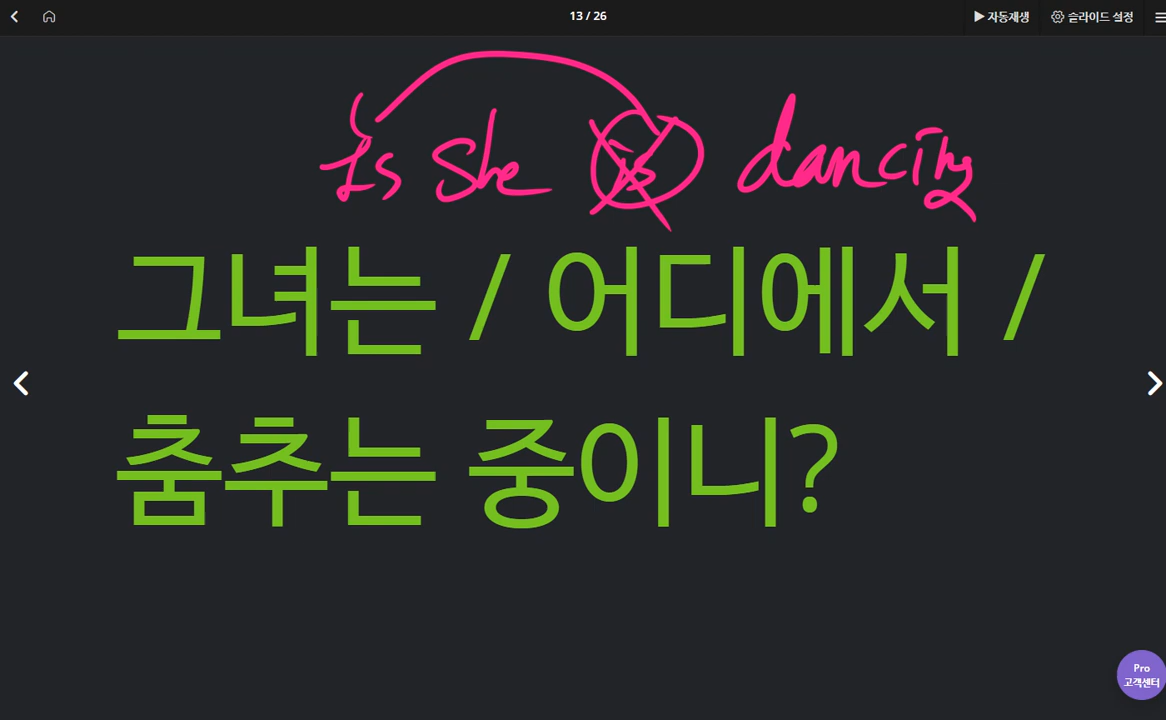 13 / 26
▶ 자동재생
슬라이드 설정
Is she is dancing
그녀는 / 어디에서 /
춤추는 중이니?
Pro
고객센터